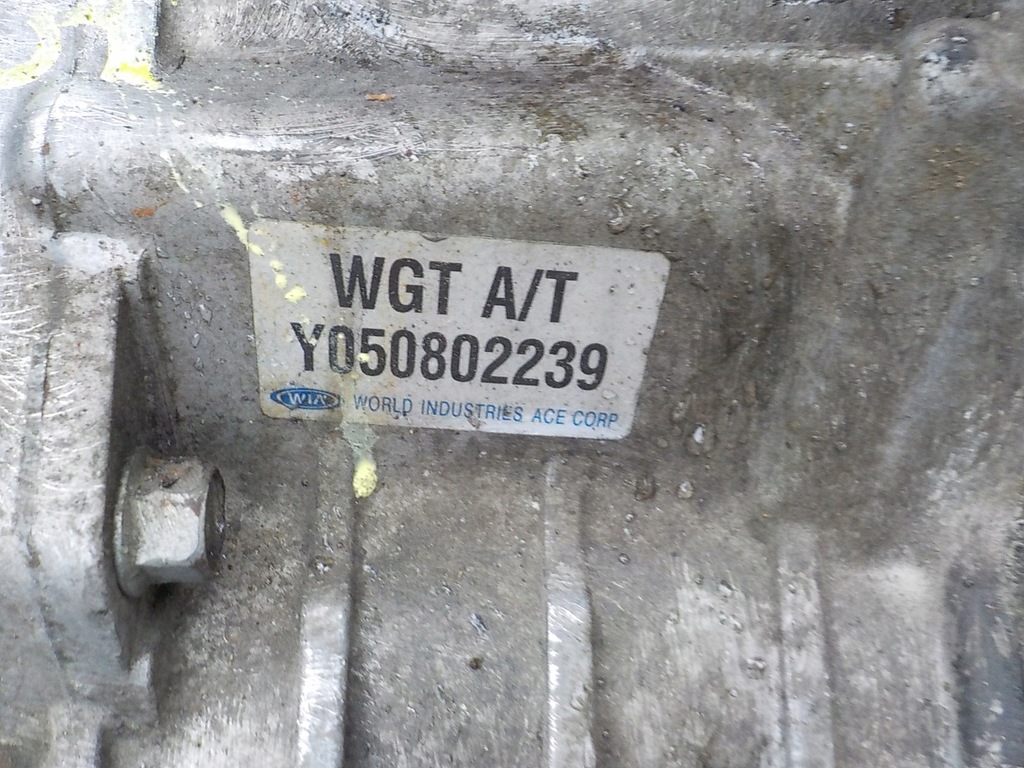 WGT A/T
Y050802239
WIA WORLD INDUSTRIES ACE CORP